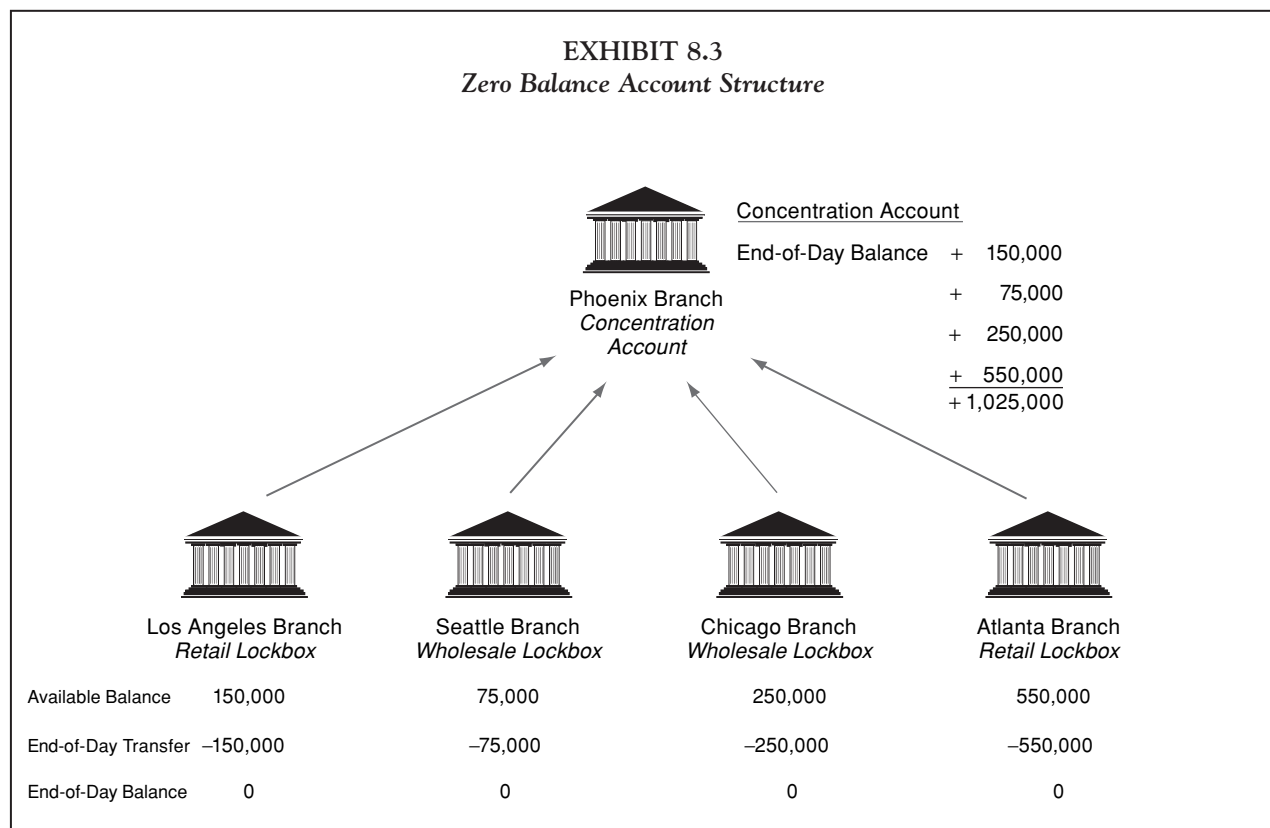 EXHIBIT 8.3
Zero Balance Account Structure
Concentration Account
End-of-Day Balance + 150,000
+ 75,000
+ 250,000
+ 550,000
+ 1,025,000
Phoenix Branch
Concentration
Account
Los Angeles Branch Seattle Branch Chicago Branch Atlanta Branch
Retail Lockbox Wholesale Lockbox Wholesale Lockbox Retail Lockbox
Available Balance 150,000 75,000 250,000 550,000
End-of-Day Transfer –150,000 –75,000 –250,000 –550,000
End-of-Day Balance 0 0 0 0